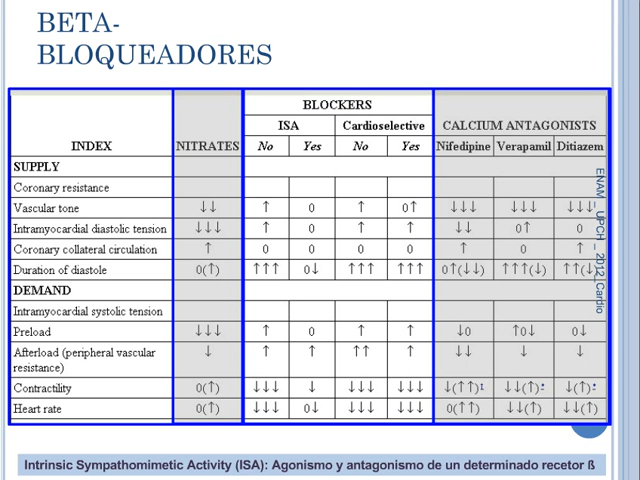 BETA-
BLOQUEADORES
BLOCKERS
ISA Cardioselective CALCIUM ANTAGONISTS
INDEX NITRATES No Yes No Yes Nifedipine Verapamil Ditiazem
SUPPLY
Coronary resistance
Vascular tone ↓↓ ↑ 0 ↑ 0↑ ↓↓↓ ↓↓↓ ↓↓↓
Intramyocardial diastolic tension ↓↓↓ ↑ 0 ↑ ↑ ↓↓ 0↑ 0
Coronary collateral circulation ↑ 0 0 0 0 ↑ 0 ↑
Duration of diastole 0(↑) ↑↑↑ 0↓ ↑↑↑ ↑↑↑ 0↑(↓↓) ↑↑↑(↓) ↑↑(↓)
DEMAND
Intramyocardial systolic tension
Preload ↓↓↓ ↑ 0 ↑ ↑ ↓0 ↑0↓ 0↓
Afterload (peripheral vascular
resistance) ↓ ↑ ↑ ↑↑ ↑ ↓↓ ↓ ↓
Contractility 0(↑) ↓↓↓ ↓ ↓↓↓ ↓↓↓ ↓(↑↑) ↓↓(↑)* ↓(↑)*
Heart rate 0(↑) ↓↓↓ 0↓ ↓↓↓ ↓↓↓ 0(↑↑) ↓↓(↑) ↓↓(↑)
ENAM _ UPCH _ 2012_Cardio
Intrinsic Sympathomimetic Activity (ISA): Agonismo y antagonismo de un determinado recetor ß